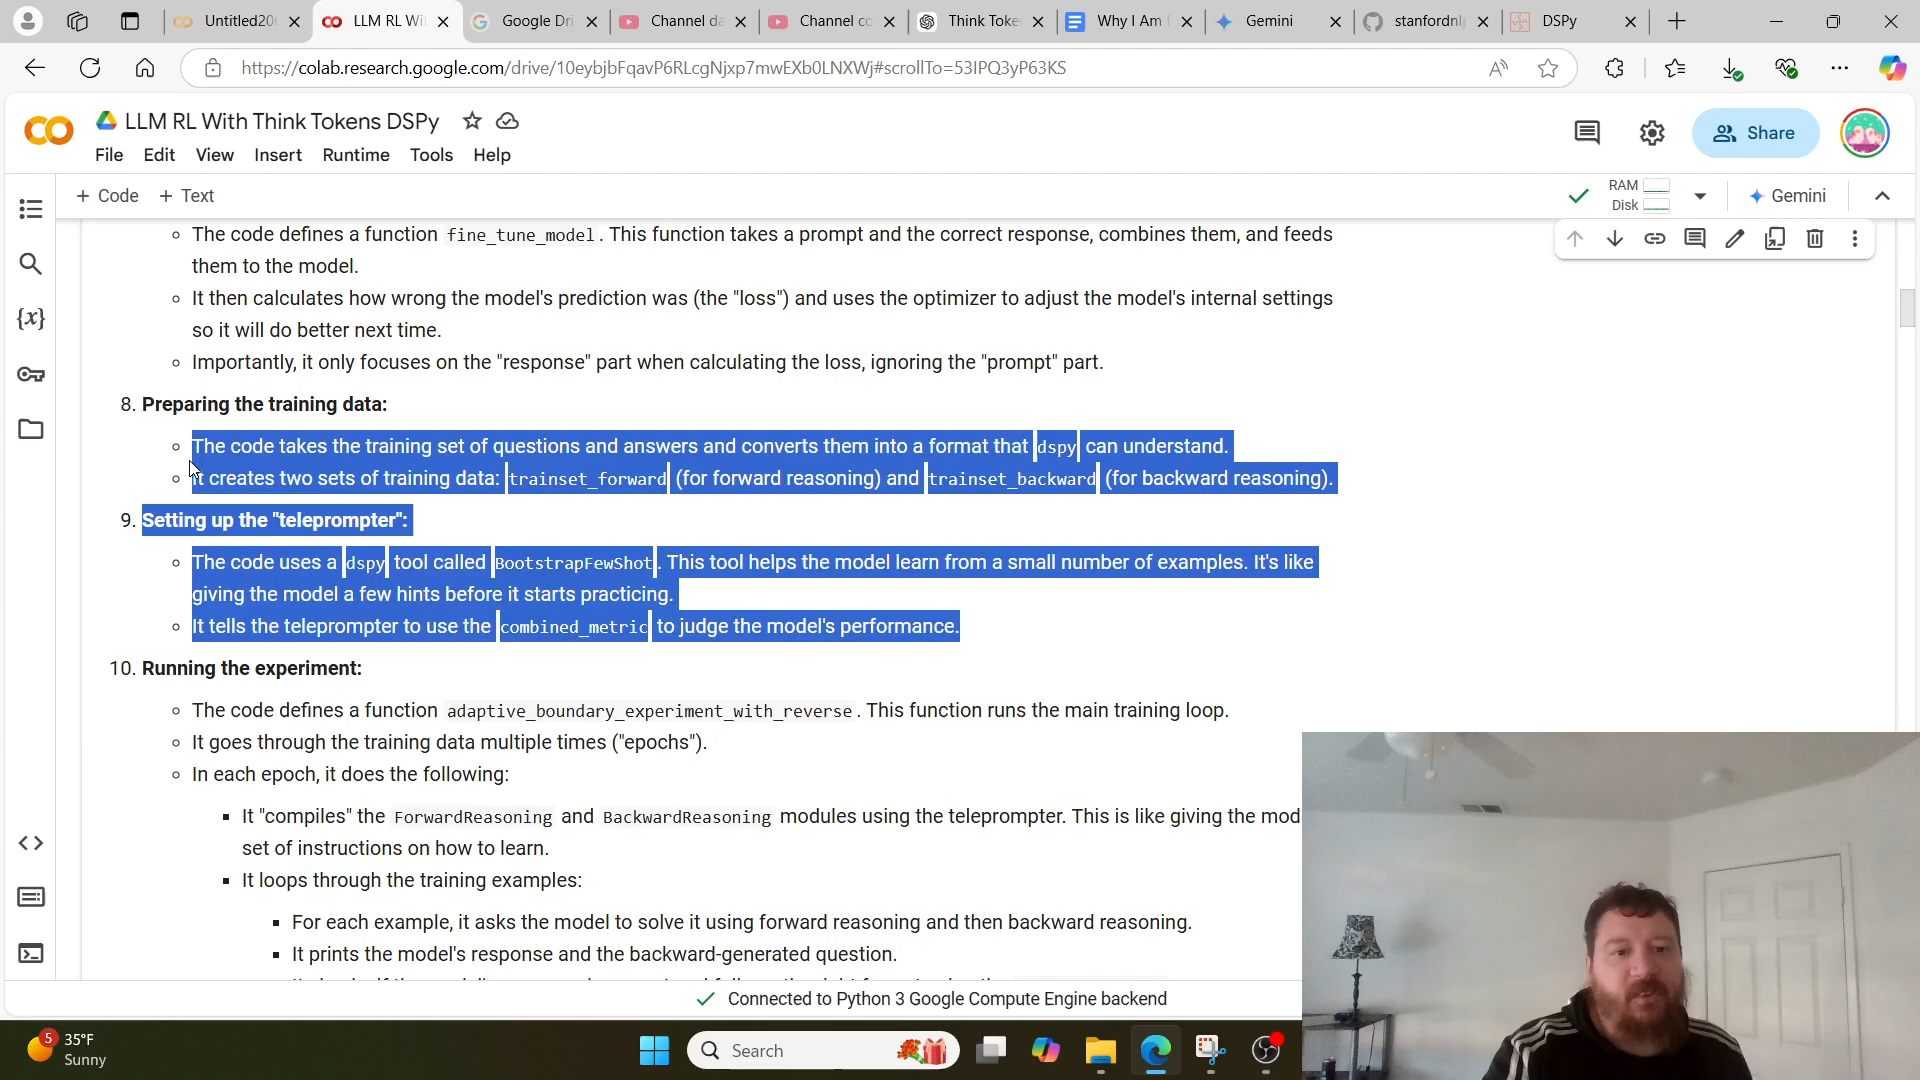 Untitled20
LLM RL Wi
Google Dri
Channel da
Channel co
Think Toke
Why I Am
Gemini
stanfordnl
DSPy
https://colab.research.google.com/drive/10eybjbFqavP6RLcgNjxp7mwEXb0LNXWj#scrollTo=53IPQ3yP63KS
LLM RL With Think Tokens DSPy
Share
File Edit View Insert Runtime Tools Help
+ Code + Text
RAM
Disk
Gemini
The code defines a function fine_tune_model. This function takes a prompt and the correct response, combines them, and feeds
them to the model.
It then calculates how wrong the model's prediction was (the "loss") and uses the optimizer to adjust the model's internal settings
so it will do better next time.
Importantly, it only focuses on the "response" part when calculating the loss, ignoring the "prompt" part.
8. Preparing the training data:
The code takes the training set of questions and answers and converts them into a format that dspy can understand.
It creates two sets of training data: trainset_forward (for forward reasoning) and trainset_backward (for backward reasoning).
9. Setting up the "teleprompter":
The code uses a dspy tool called BootstrapFewShot. This tool helps the model learn from a small number of examples. It's like
giving the model a few hints before it starts practicing.
It tells the teleprompter to use the combined_metric to judge the model's performance.
10. Running the experiment:
The code defines a function adaptive_boundary_experiment_with_reverse. This function runs the main training loop.
It goes through the training data multiple times ("epochs").
In each epoch, it does the following:
It "compiles" the ForwardReasoning and BackwardReasoning modules using the teleprompter. This is like giving the mod
set of instructions on how to learn.
It loops through the training examples:
For each example, it asks the model to solve it using forward reasoning and then backward reasoning.
It prints the model's response and the backward-generated question.
Connected to Python 3 Google Compute Engine backend
5
35°F
Sunny
Search